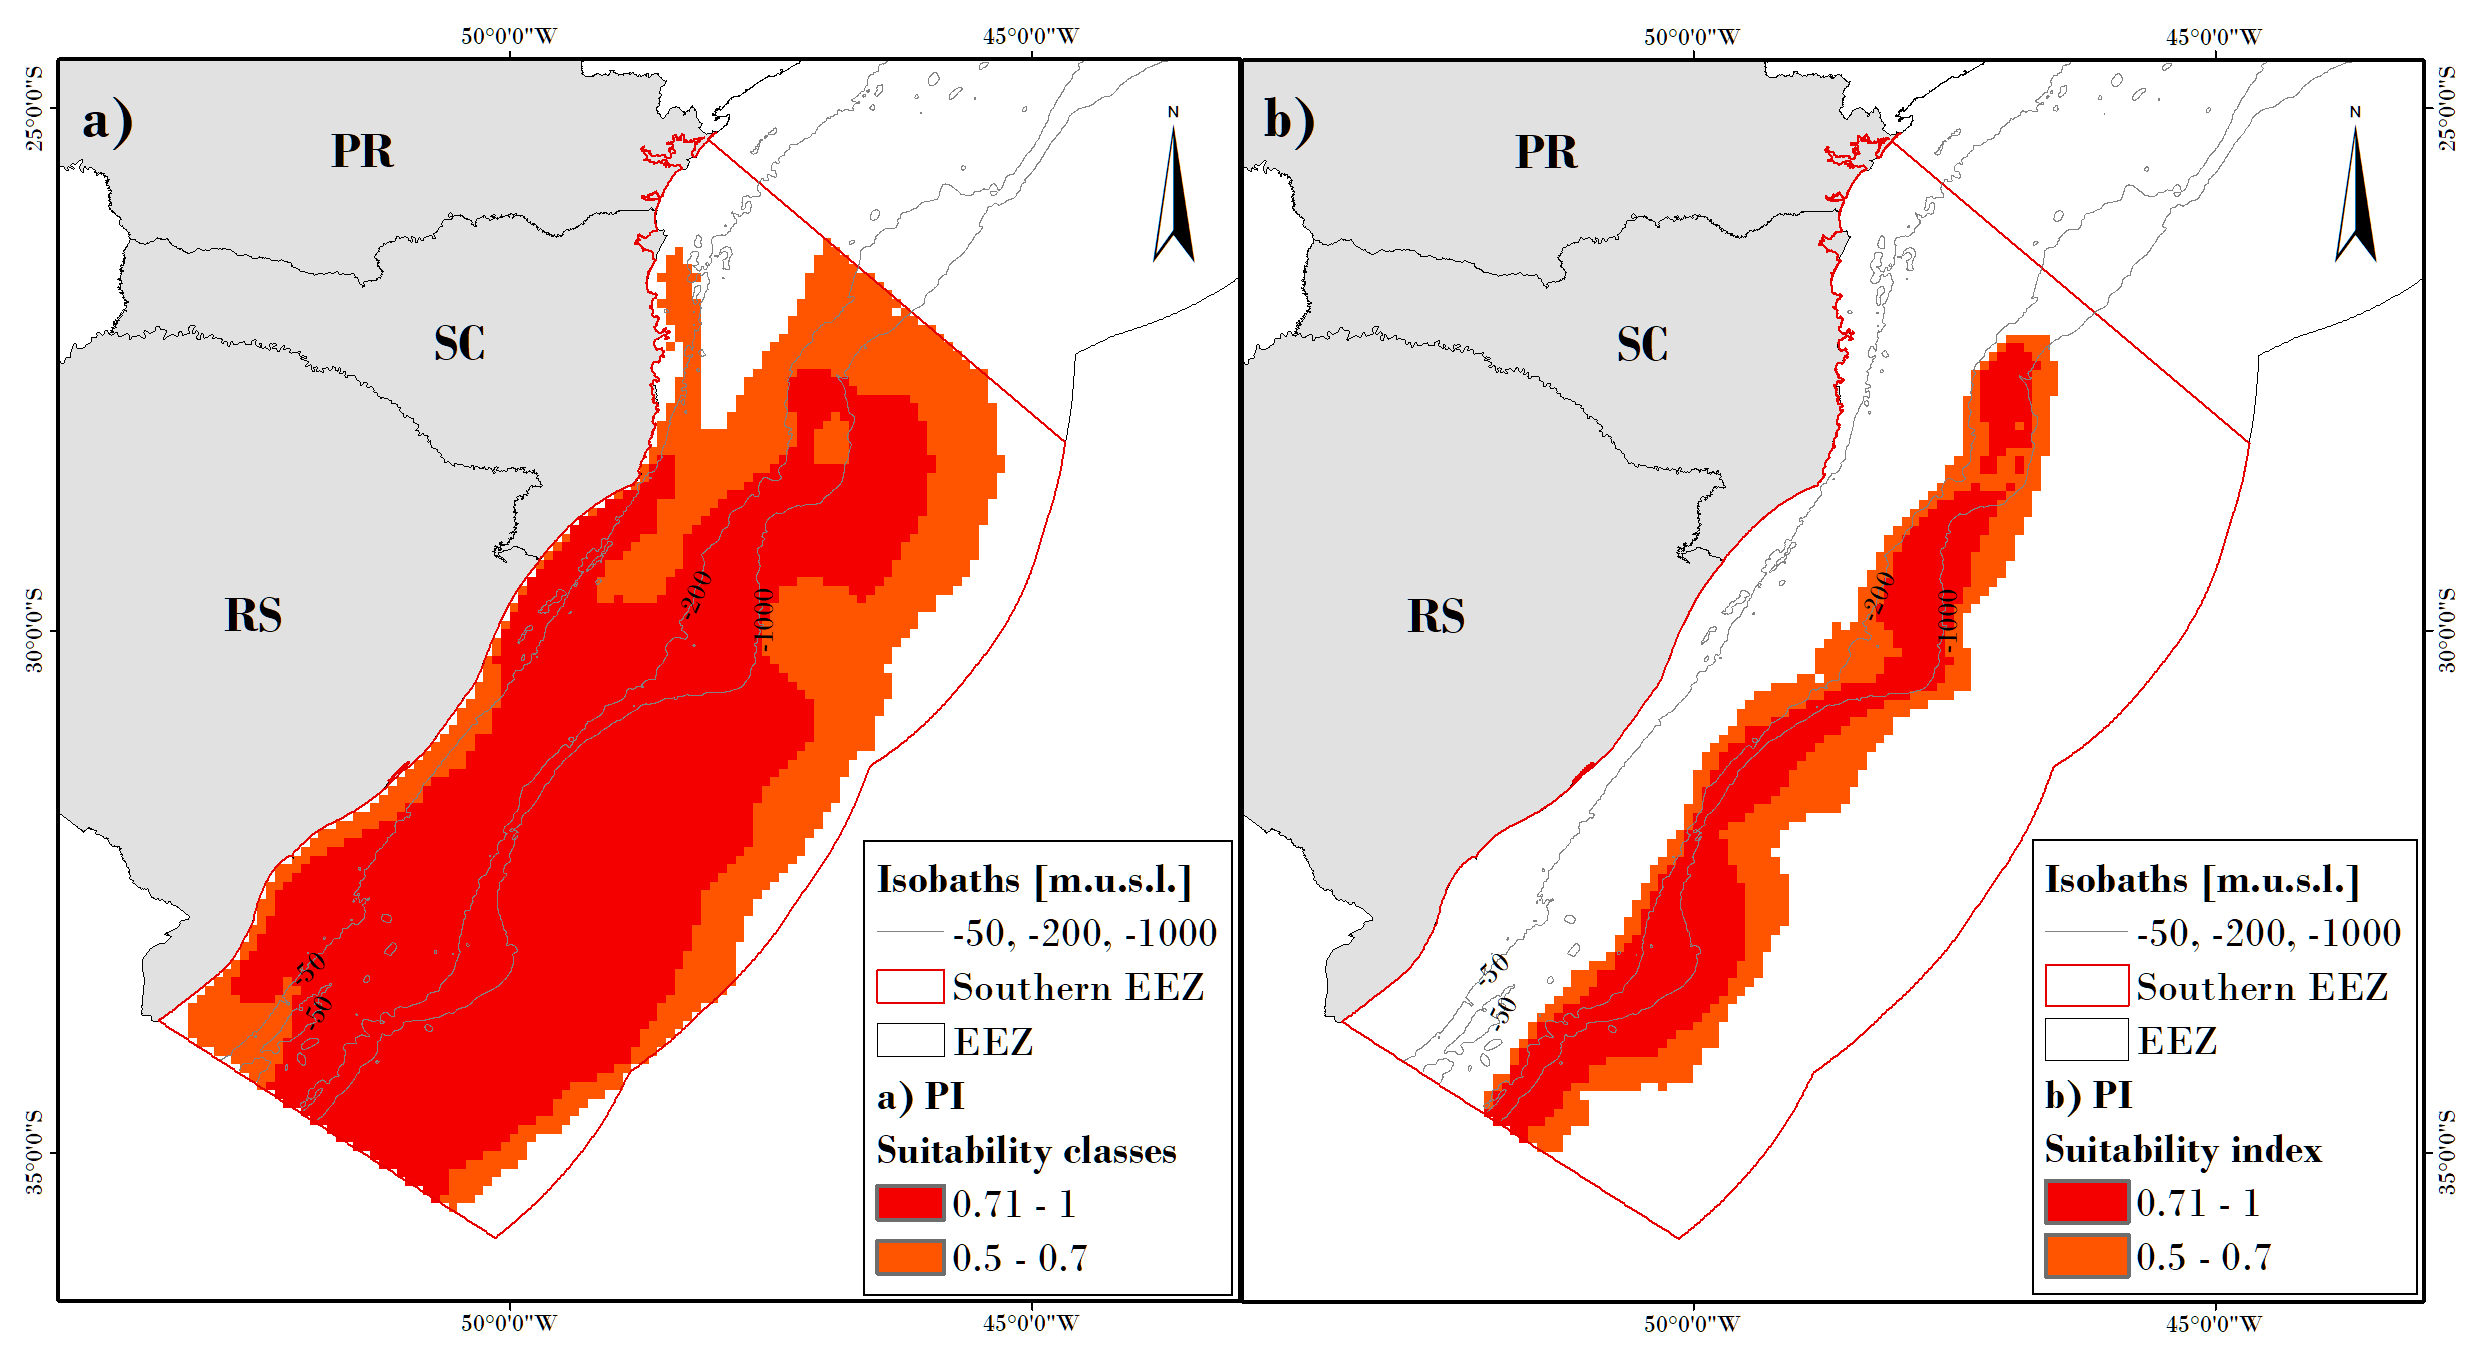 50°0'0"W 45°0'0"W 50°0'0"W 45°0'0"W
25°0'0"S
30°0'0"S
35°0'0"S
a)
PR
SC
RS
N
-200
-1000
-50
-50
Isobaths [m.u.s.l.]
-50, -200, -1000
Southern EEZ
EEZ
a) PI
Suitability classes
0.71 - 1
0.5 - 0.7
b)
PR
SC
RS
N
-200
-1000
-50
-50
Isobaths [m.u.s.l.]
-50, -200, -1000
Southern EEZ
EEZ
b) PI
Suitability index
0.71 - 1
0.5 - 0.7
25°0'0"S
30°0'0"S
35°0'0"S
50°0'0"W 45°0'0"W 50°0'0"W 45°0'0"W